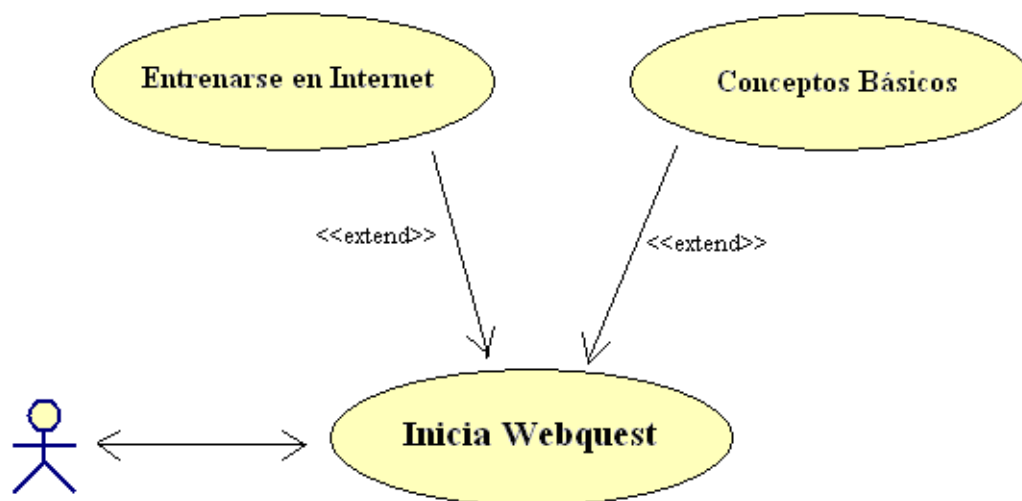 Entrenarse en Internet
Conceptos Básicos
<<extend>>
<<extend>>
Inicia Webquest